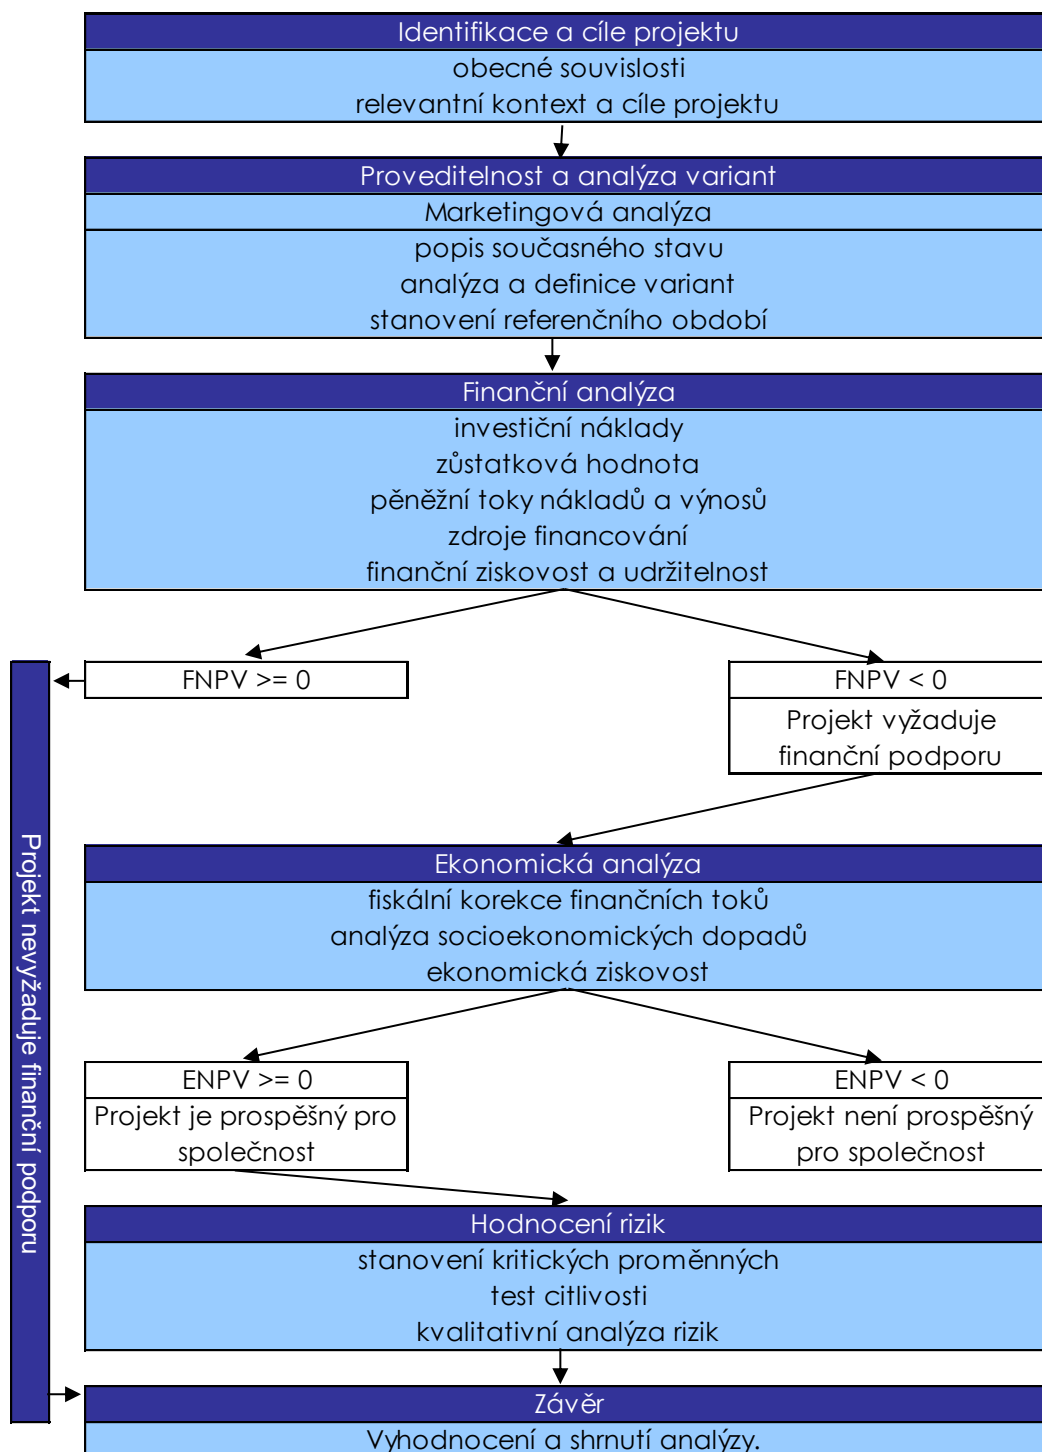 Identifikace a cíle projektu
obecné souvislosti
relevantní kontext a cíle projektu
Proveditelnost a analýza variant
Marketingová analýza
popis současného stavu
analýza a definice variant
stanovení referenčního období
Finanční analýza
investiční náklady
zůstatková hodnota
pěněžní toky nákladů a výnosů
zdroje financování
finanční ziskovost a udržitelnost
FNPV >= 0
FNPV < 0
Projekt vyžaduje
finanční podporu
Projekt nevyžaduje finanční podporu
Ekonomická analýza
fiskální korekce finančních toků
analýza socioekonomických dopadů
ekonomická ziskovost
ENPV >= 0
Projekt je prospěšný pro
společnost
ENPV < 0
Projekt není prospěšný
pro společnost
Hodnocení rizik
stanovení kritických proměnných
test citlivosti
kvalitativní analýza rizik
Závěr
Vyhodnocení a shrnutí analýzy.